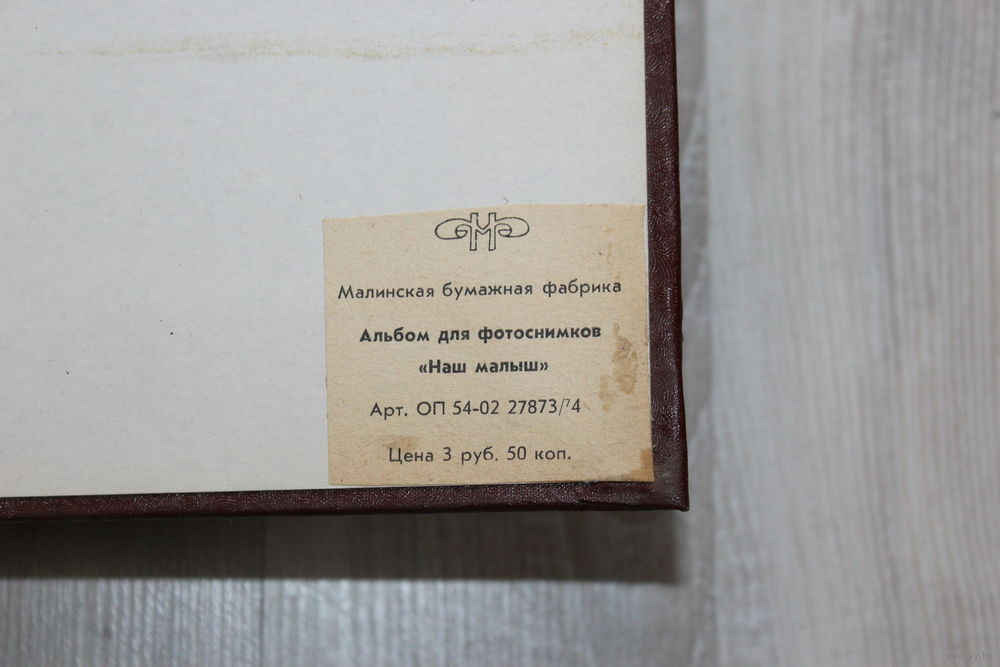 Малинская бумажная фабрика
Альбом для фотоснимков
«Наш малыш»
Арт. ОП 54-02 27873/74
Цена 3 руб. 50 коп.